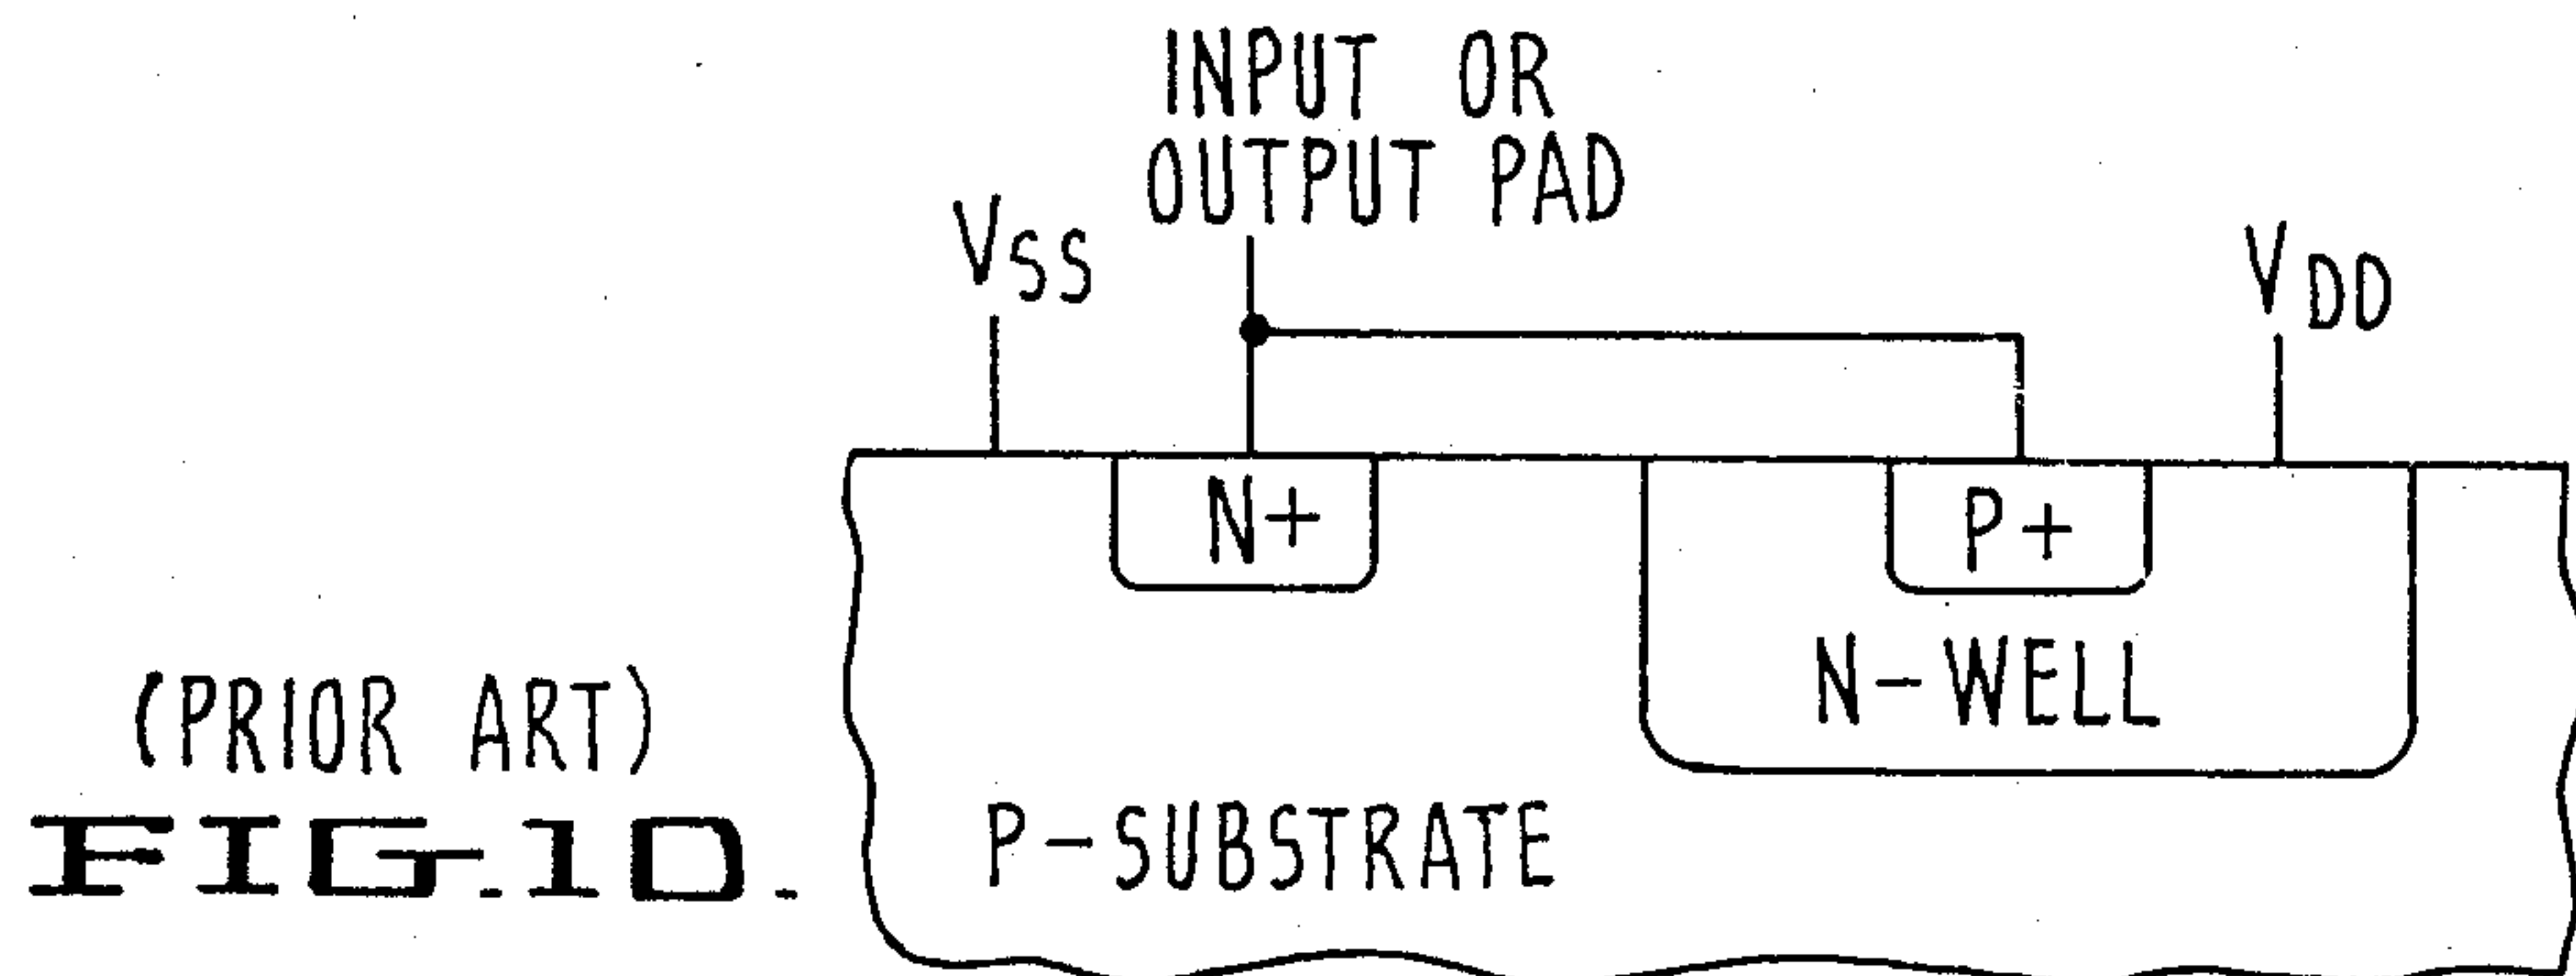 INPUT OR
OUTPUT PAD
VSS
VDD
N+
P+
N-WELL
(PRIOR ART)
P-SUBSTRATE
FIG.1D.